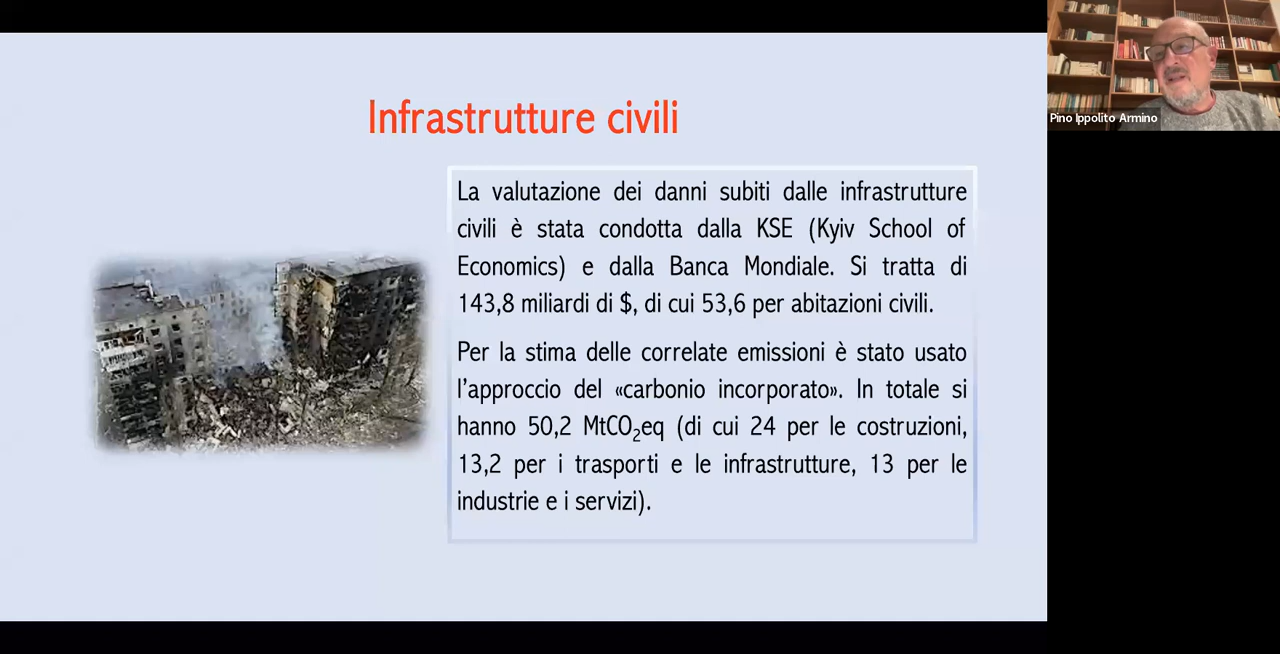 Infrastrutture civili
La valutazione dei danni subiti dalle infrastrutture
civili è stata condotta dalla KSE (Kyiv School of
Economics) e dalla Banca Mondiale. Si tratta di
143,8 miliardi di $, di cui 53,6 per abitazioni civili.
Per la stima delle correlate emissioni è stato usato
l’approccio del «carbonio incorporato». In totale si
hanno 50,2 MtCO₂eq (di cui 24 per le costruzioni,
13,2 per i trasporti e le infrastrutture, 13 per le
industrie e i servizi).
Pino Ippolito Armino